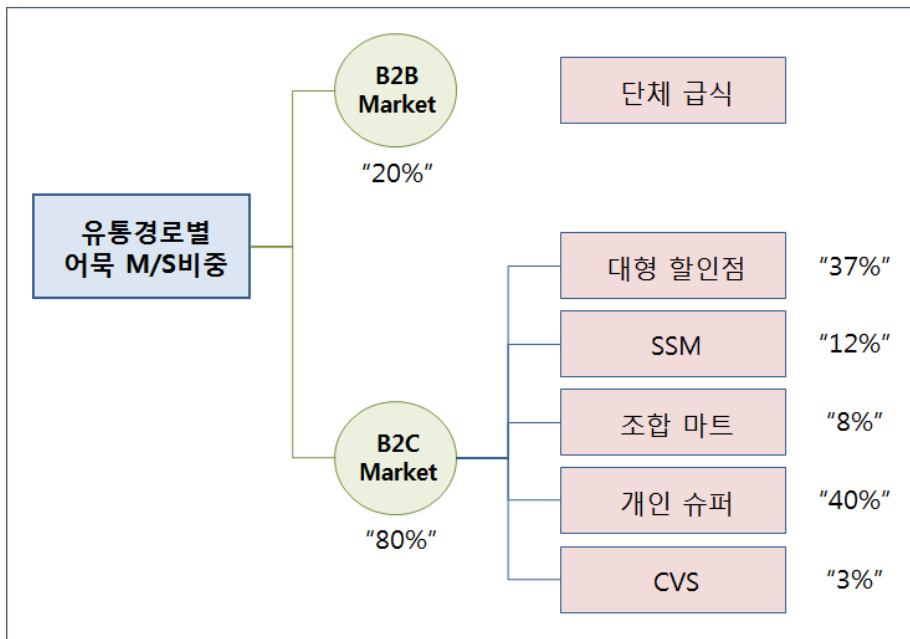 유통경로별
어묵 M/S비중
B2B
Market
"20%"
단체 급식
B2C
Market
"80%"
대형 할인점 "37%"
SSM "12%"
조합 마트 "8%"
개인 슈퍼 "40%"
CVS "3%"